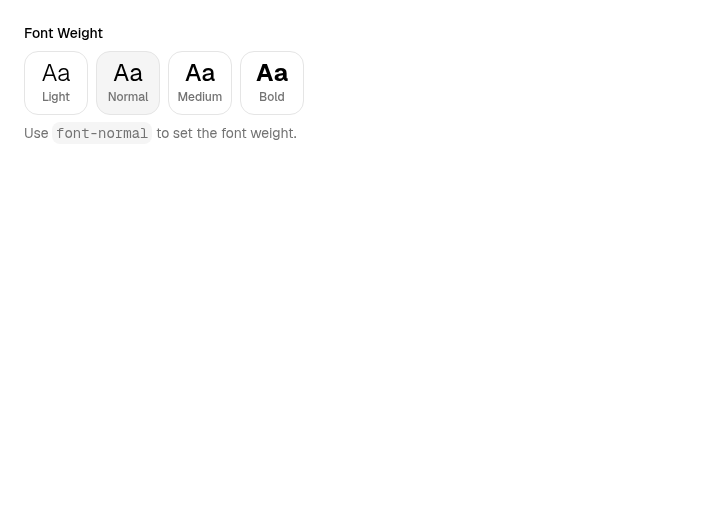 Font Weight
Aa Aa Aa Aa
Light Normal Medium Bold
Use font-normal to set the font weight.